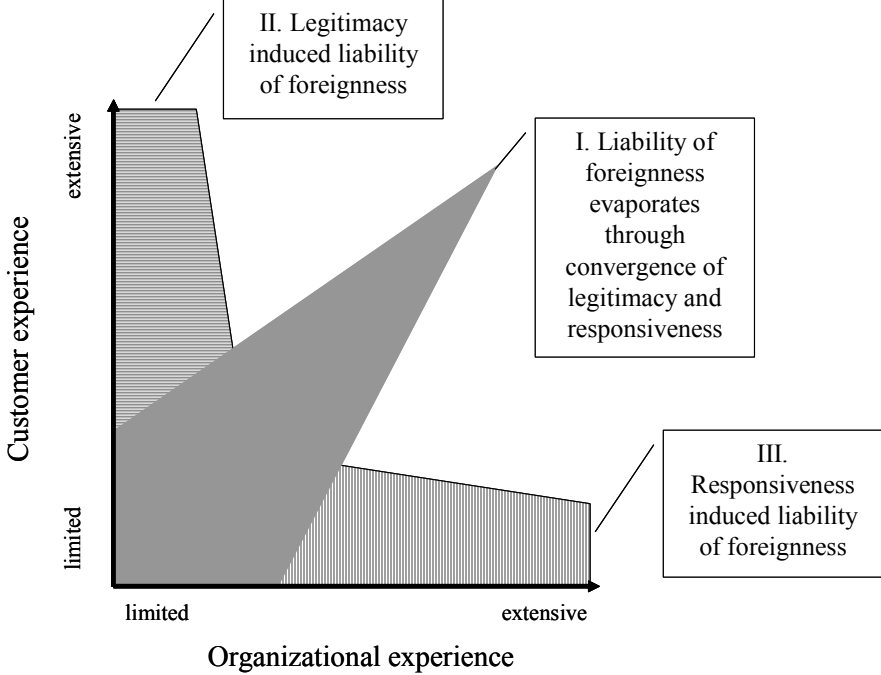 II. Legitimacy
induced liability
of foreignness
I. Liability of
foreignness
evaporates
through
convergence of
legitimacy and
responsiveness
III.
Responsiveness
induced liability
of foreignness
Customer experience
extensive
limited
limited
extensive
Organizational experience